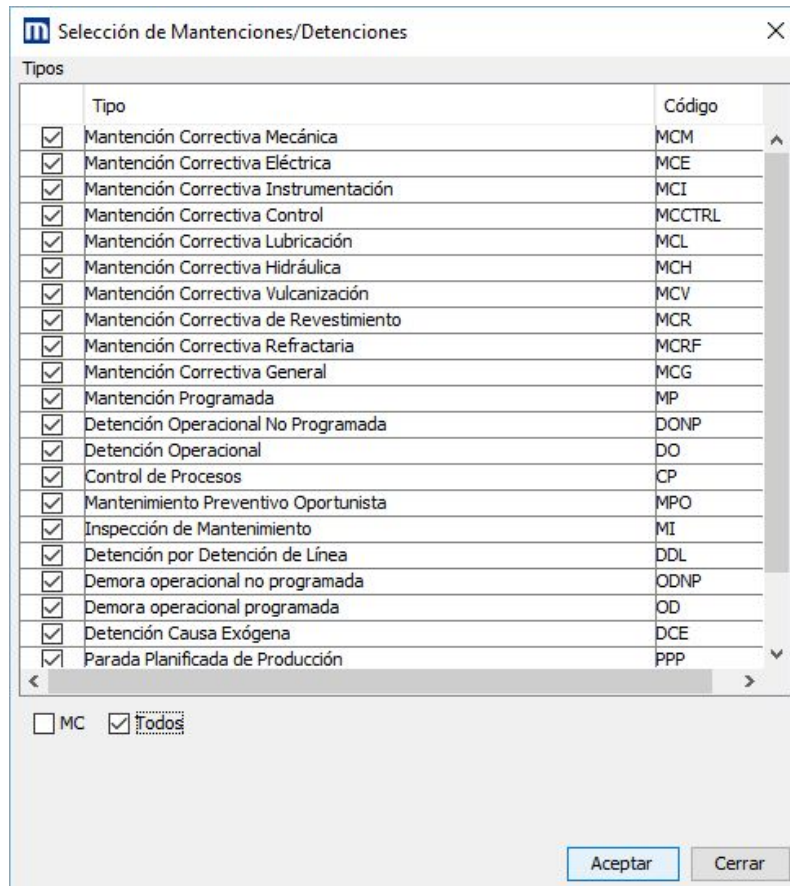 m Selección de Mantenciones/Detenciones
Tipos
Tipo Código
Mantención Correctiva Mecánica MCM
Mantención Correctiva Eléctrica MCE
Mantención Correctiva Instrumentación MCI
Mantención Correctiva Control MCCTRL
Mantención Correctiva Lubricación MCL
Mantención Correctiva Hidráulica MCH
Mantención Correctiva Vulcanización MCV
Mantención Correctiva de Revestimiento MCR
Mantención Correctiva Refractaria MCRF
Mantención Correctiva General MCG
Mantención Programada MP
Detención Operacional No Programada DONP
Detención Operacional DO
Control de Procesos CP
Mantenimiento Preventivo Oportunista MPO
Inspección de Mantenimiento MI
Detención por Detención de Línea DDL
Demora operacional no programada ODNP
Demora operacional programada OD
Detención Causa Exógena DCE
Parada Planificada de Producción PPP
MC Todos
Aceptar Cerrar